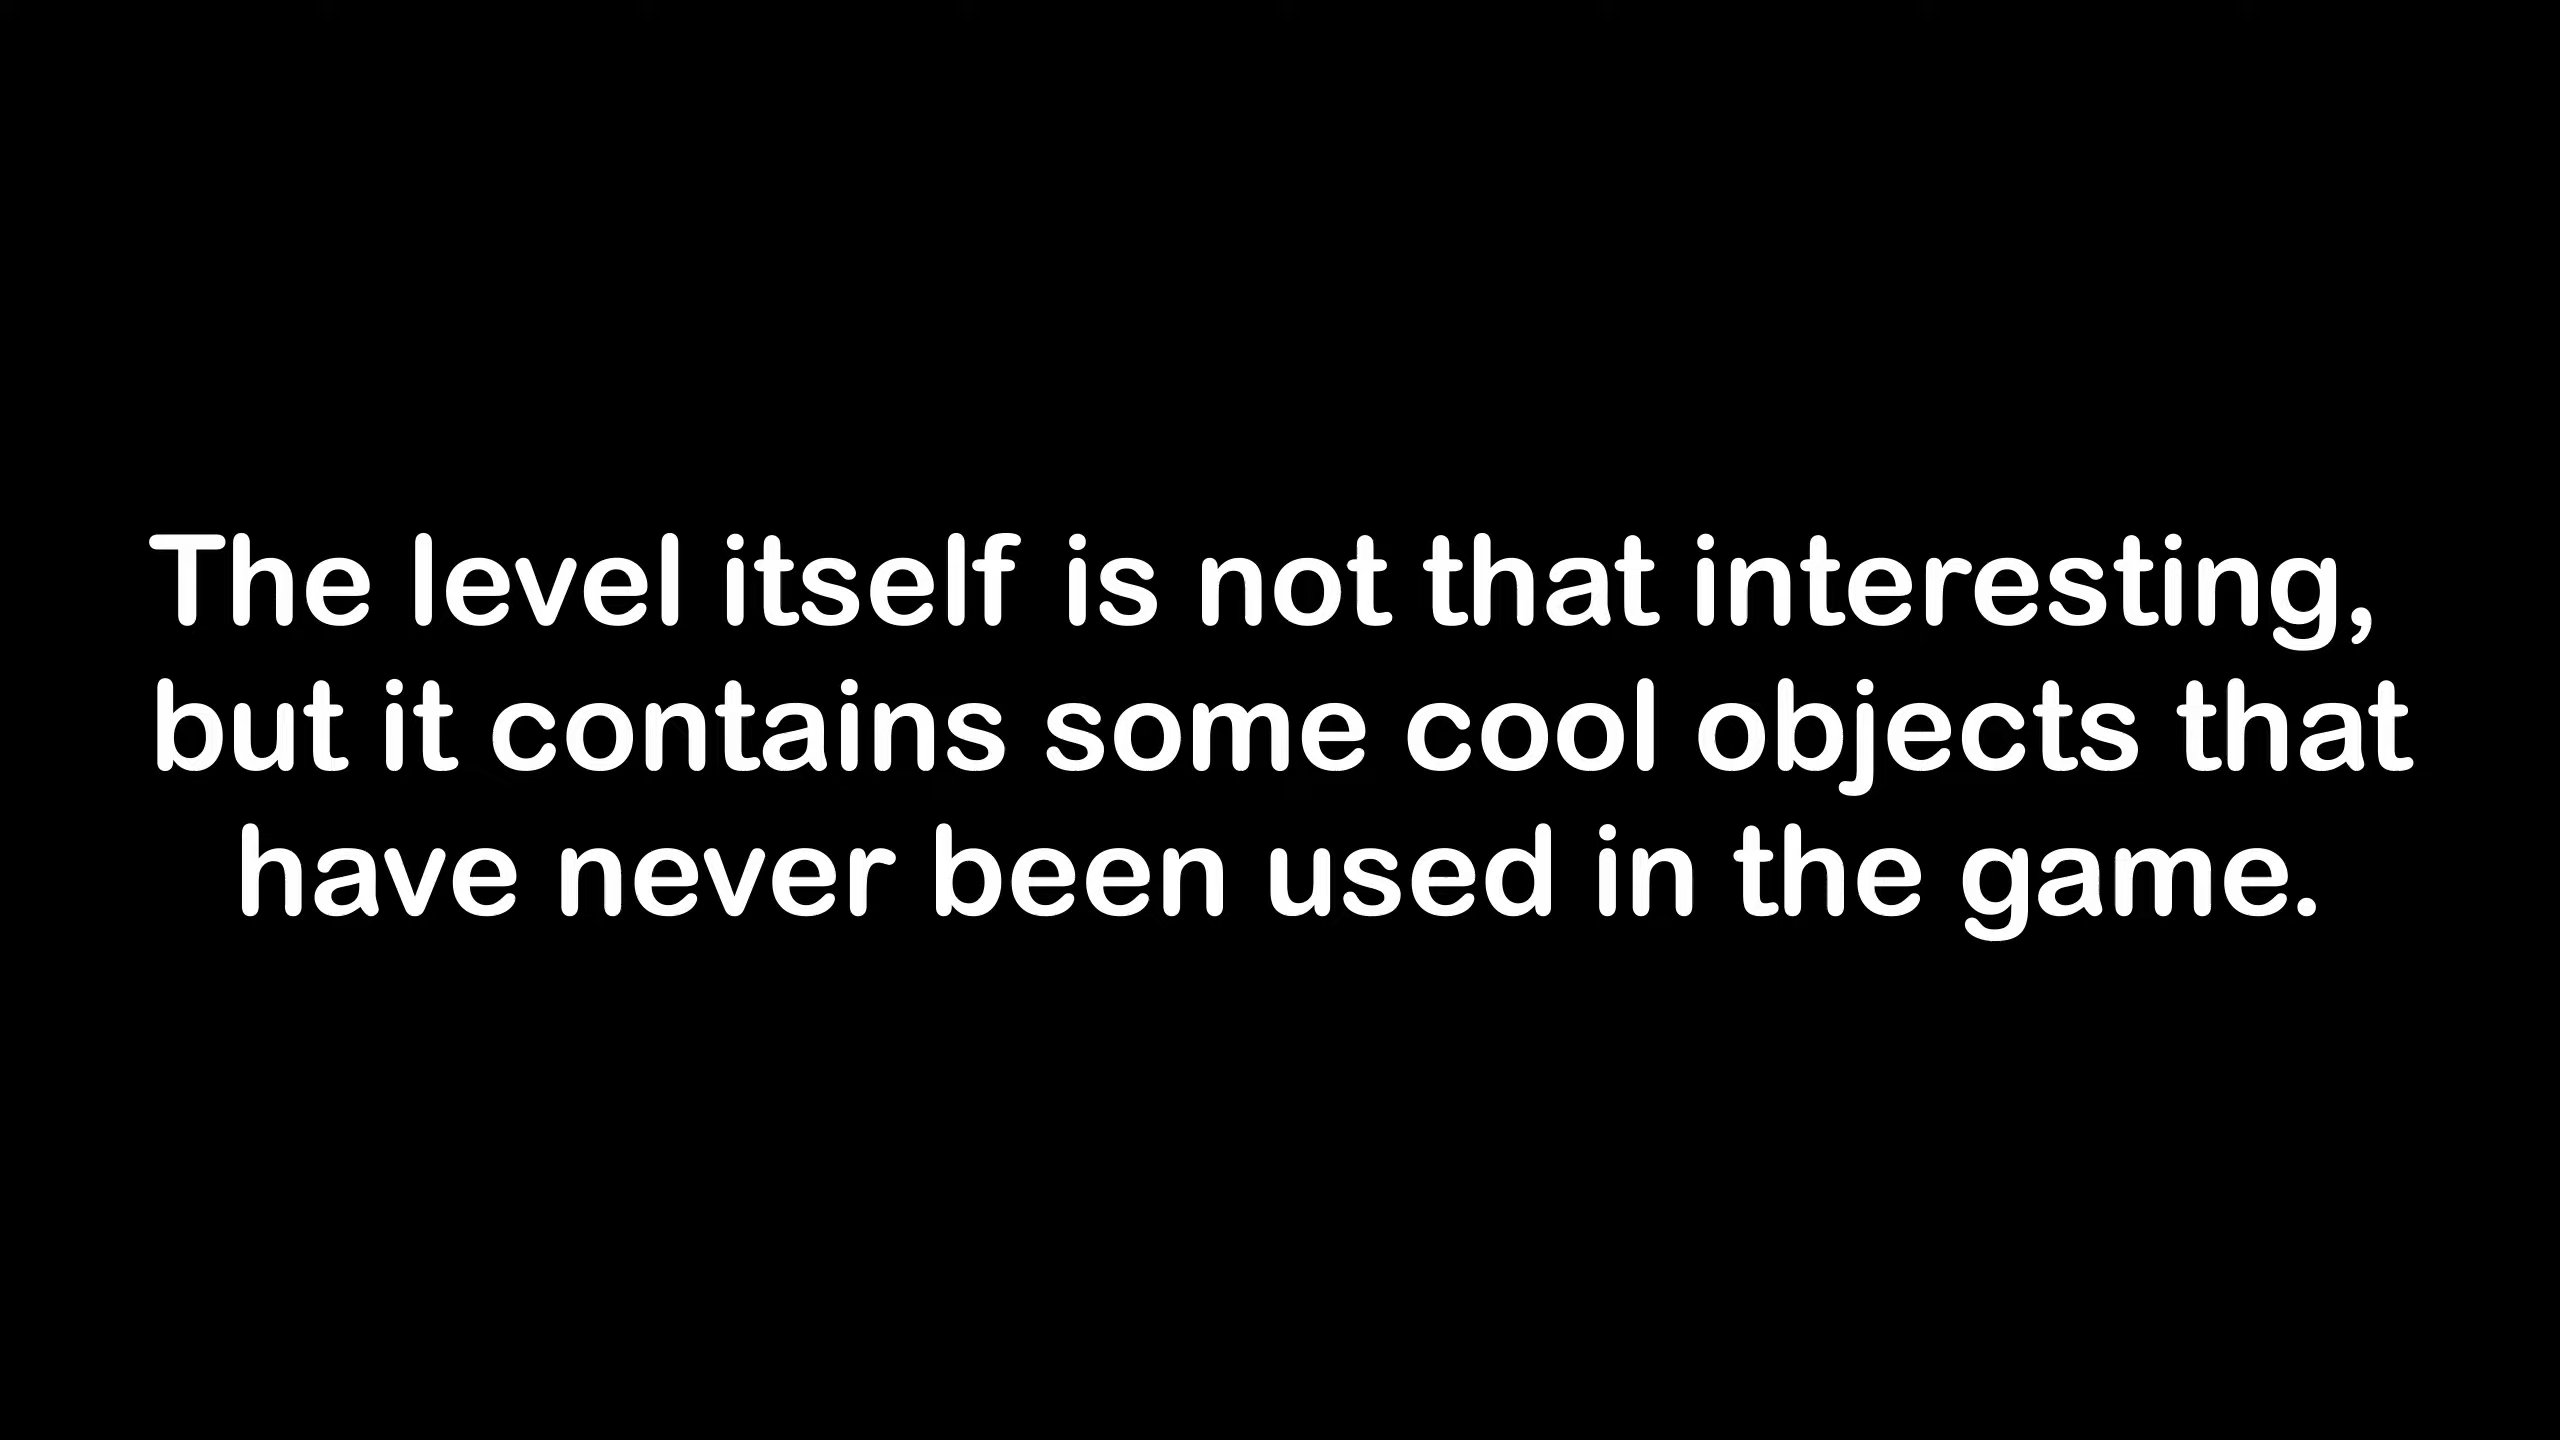 The level itself is not that interesting,
but it contains some cool objects that
have never been used in the game.